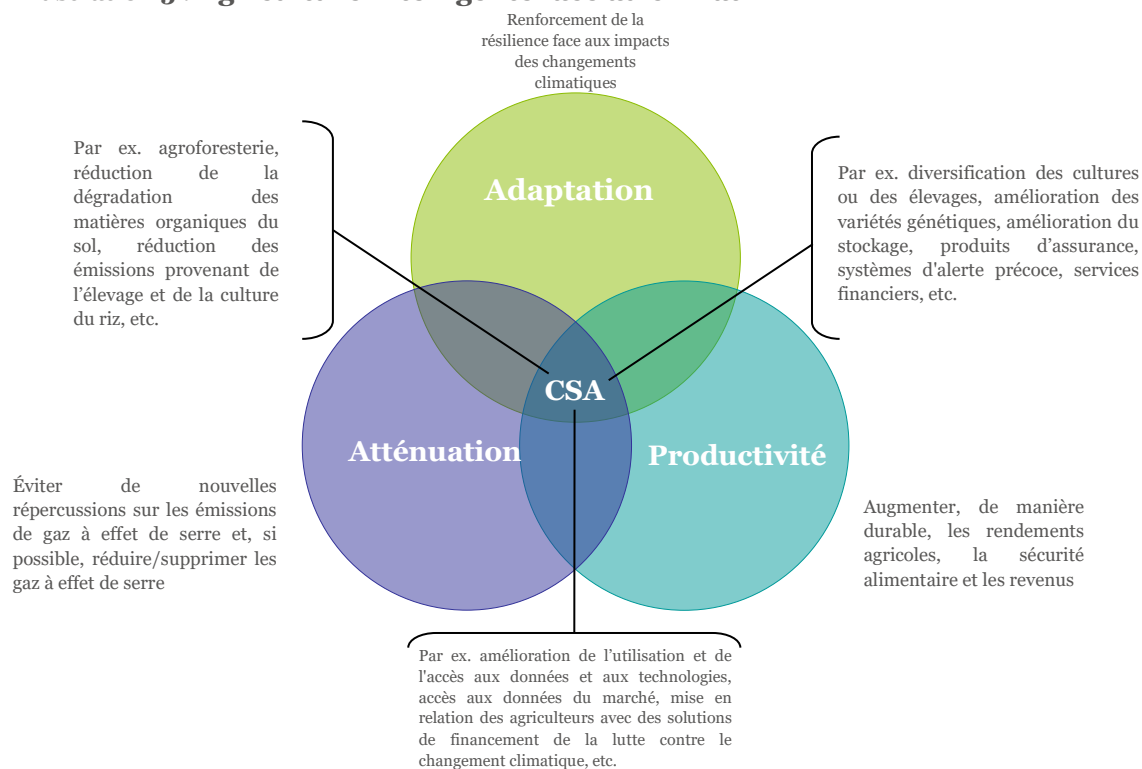 Renforcement de la
résilience face aux impacts
des changements
climatiques
Par ex. agroforesterie,
réduction de la
dégradation des
matières organiques du
sol, réduction des
émissions provenant de
l’élevage et de la culture
du riz, etc.
Adaptation
Par ex. diversification des cultures
ou des élevages, amélioration des
variétés génétiques, amélioration du
stockage, produits d’assurance,
systèmes d'alerte précoce, services
financiers, etc.
CSA
Atténuation
Productivité
Éviter de nouvelles
répercussions sur les émissions
de gaz à effet de serre et, si
possible, réduire/supprimer les
gaz à effet de serre
Augmenter, de manière
durable, les rendements
agricoles, la sécurité
alimentaire et les revenus
Par ex. amélioration de l’utilisation et de
l'accès aux données et aux technologies,
accès aux données du marché, mise en
relation des agriculteurs avec des solutions
de financement de la lutte contre le
changement climatique, etc.